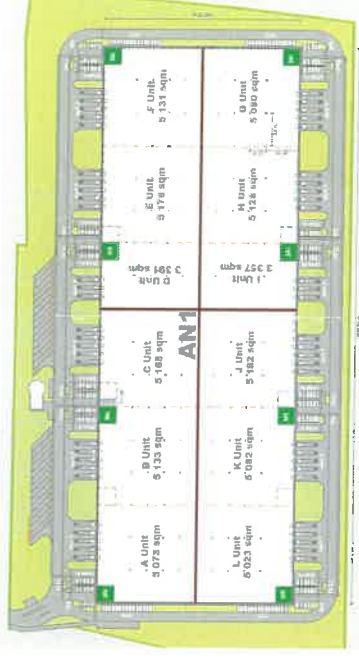 A Unit
5 073 sqm
B Unit
5 133 sqm
C Unit
5 168 sqm
D Unit
3 391 sqm
E Unit
5 176 sqm
F Unit
5 131 sqm
AN1
L Unit
5 023 sqm
K Unit
5 082 sqm
J Unit
5 182 sqm
I Unit
3 357 sqm
H Unit
5 126 sqm
G Unit
5 080 sqm